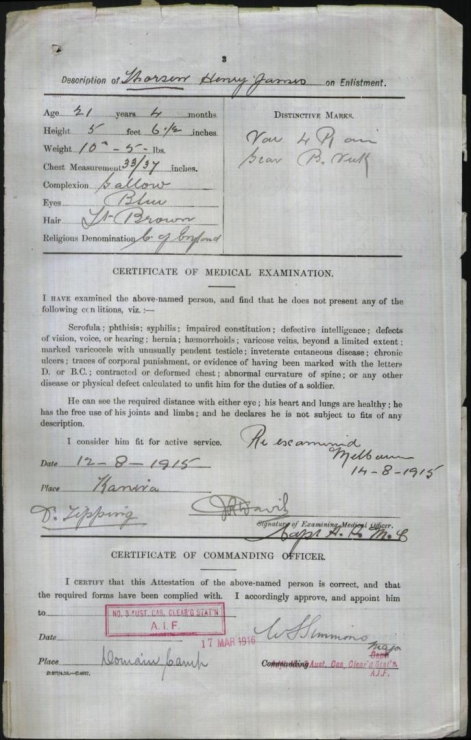 3
Description of Henry James on Enlistment.
Age 21 years 4 months
Height 5 feet 6 1/2 inches
Weight 10 - 5 - lbs.
Chest Measurement 33/37 inches.
Complexion Sallow
Eyes Blue
Hair Lt Brown
Religious Denomination C of England
DISTINCTIVE MARKS.
Vac 4 R arm
Scar B. Neck
CERTIFICATE OF MEDICAL EXAMINATION.
I HAVE examined the above-named person, and find that he does not present any of the
following conditions, viz. :—
Scrofula; phthisis; syphilis; impaired constitution; defective intelligence; defects
of vision, voice, or hearing; hernia; hæmorrhoids; varicose veins, beyond a limited extent;
marked varicocele with unusually pendent testicle; inveterate cutaneous disease; chronic
ulcers; traces of corporal punishment, or evidence of having been marked with the letters
D. or B.C.; contracted or deformed chest; abnormal curvature of spine; or any other
disease or physical defect calculated to unfit him for the duties of a soldier.
He can see the required distance with either eye; his heart and lungs are healthy; he
has the free use of his joints and limbs; and he declares he is not subject to fits of any
description.
I consider him fit for active service.
Re examined
Melbourne
14-8-1915
Date 12-8-1915
Place Kaniva
Tipping
Signature of Examining Medical Officer.
Capt A. A. M. C
CERTIFICATE OF COMMANDING OFFICER.
I CERTIFY that this Attestation of the above-named person is correct, and that
the required forms have been complied with. I accordingly approve, and appoint him
to
NO. 3 AUST. CAS. CLEAR'G STAT'N
A.I.F.
Date 17 MAR 1916
Simmons
Major
Place Domain Camp
Commanding Aust. Cas. Clear'g Stat'n
A.I.F.